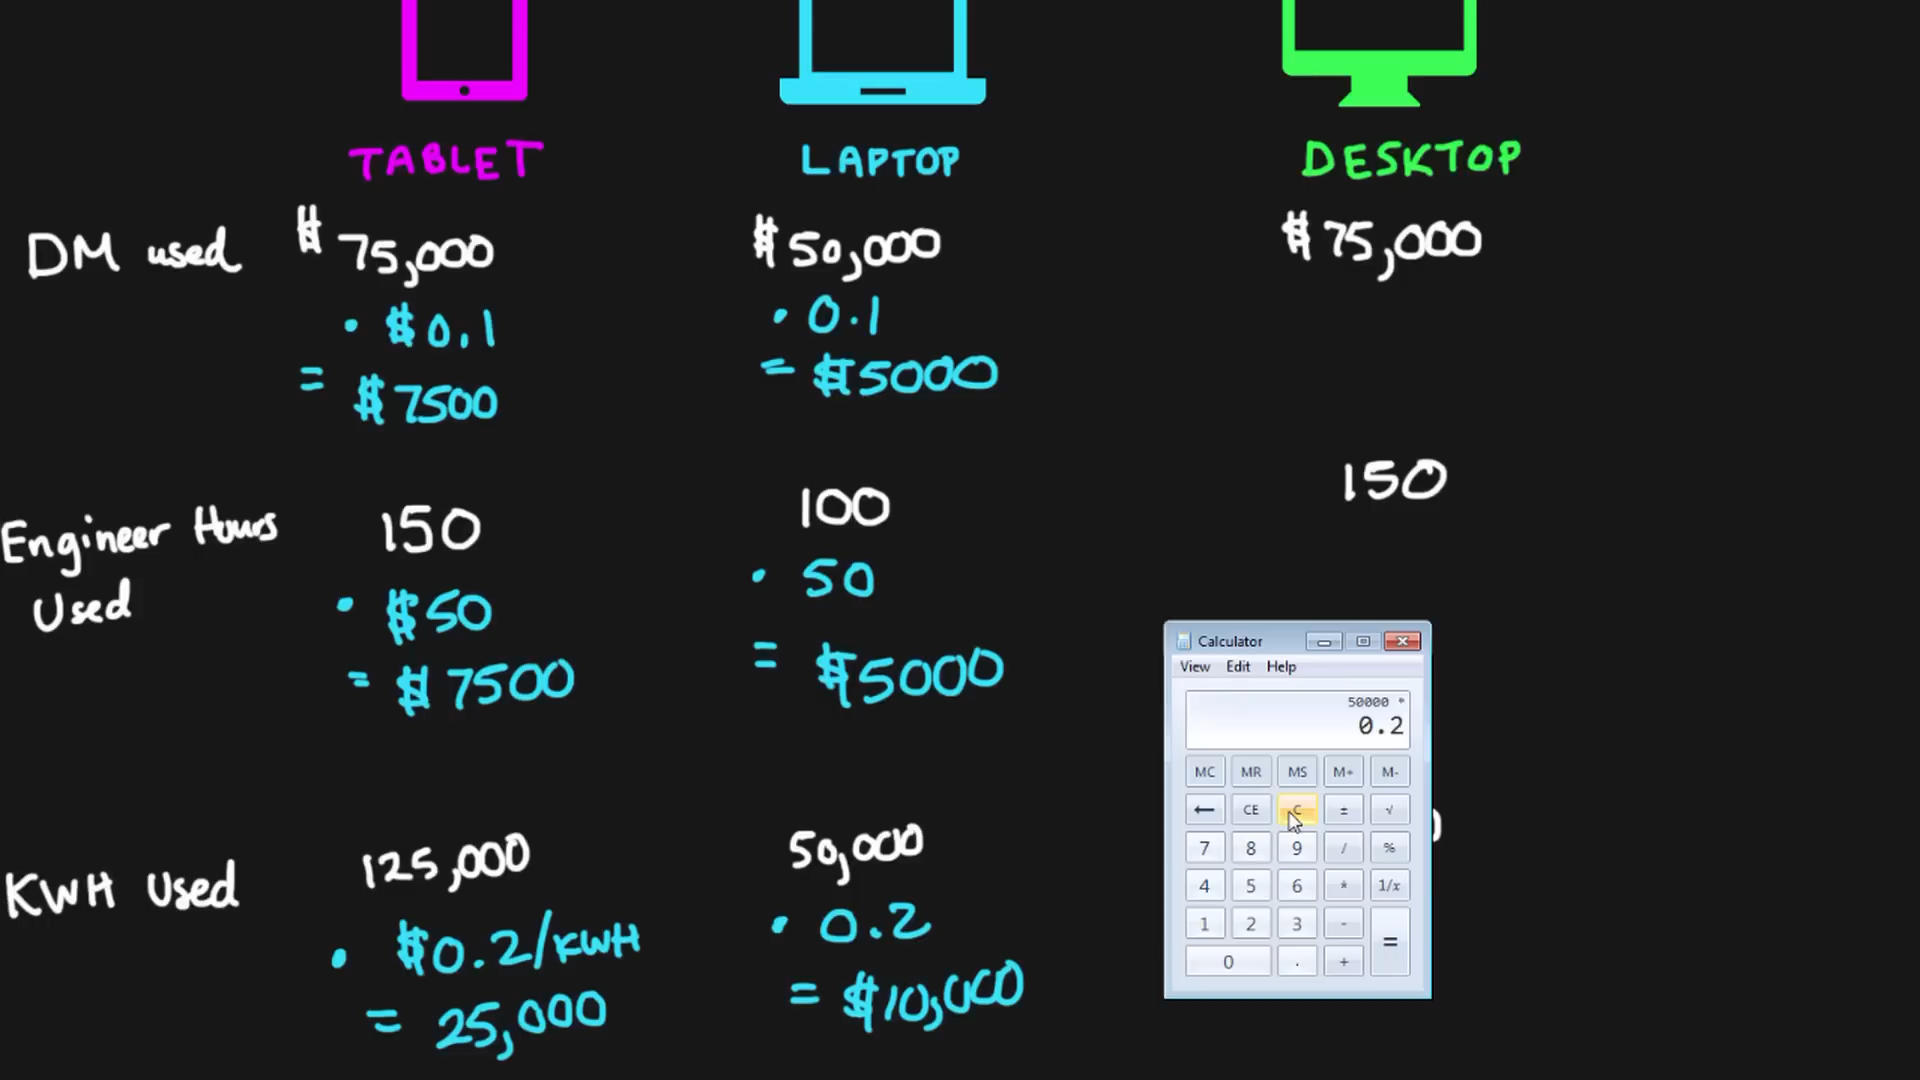 TABLET LAPTOP DESKTOP
DM used $75,000 $50,000 $75,000
• $0.1 • 0.1
= $7500 = $5000
Engineer Hours Used 150 100 150
• $50 • 50
= $7500 = $5000
Calculator
View Edit Help
50000 *
0.2
MC MR MS M+ M-
← CE C ± √
7 8 9 / %
4 5 6 * 1/x
1 2 3 - =
0 . +
KWH Used 125,000 50,000
• $0.2/KWH • 0.2
= 25,000 = $10,000